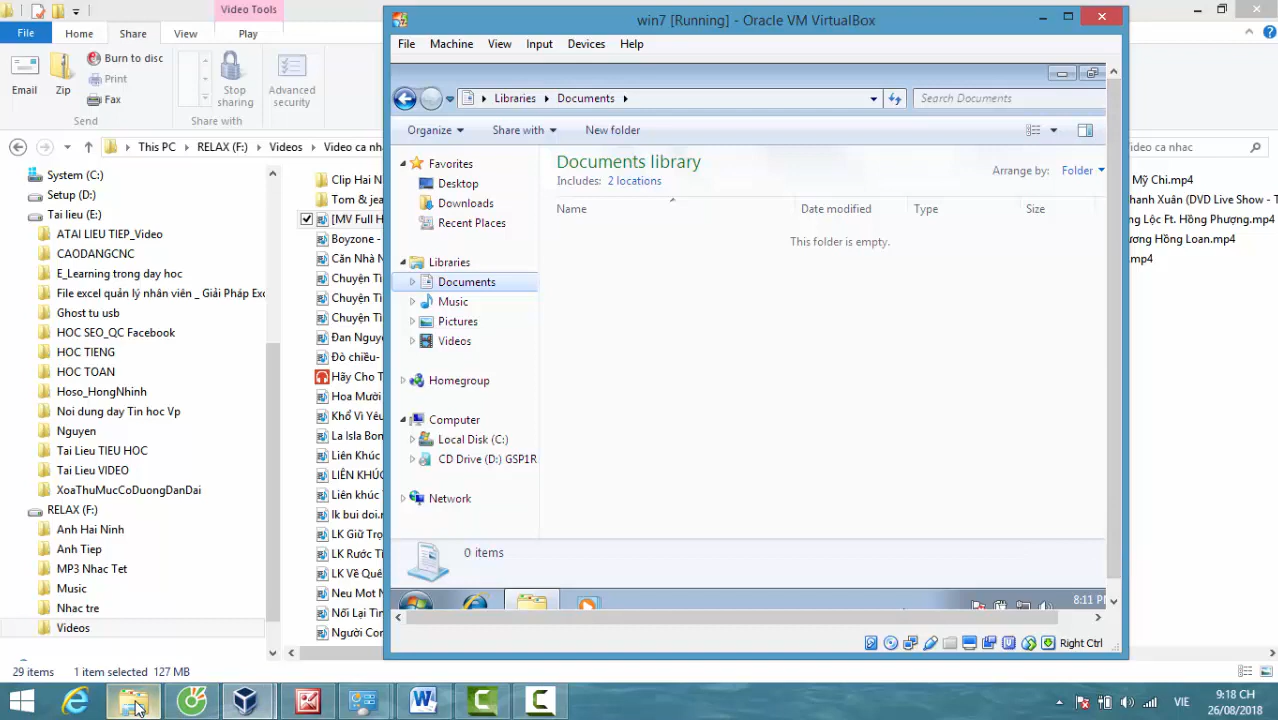 Video Tools
File Home Share View Play
Email
Zip
Burn to disc
Print
Fax
Send
Stop sharing
Share with
Advanced security
This PC RELAX (F:) Videos Video ca nhac
System (C:)
Setup (D:)
Tai lieu (E:)
ATAI LIEU TIEP_Video
CAODANGCNC
E_Learning trong day hoc
File excel quản lý nhân viên _ Giải Pháp Exc
Ghost tu usb
HOC SEO_QC Facebook
HOC TIENG
HOC TOAN
Hoso_HongNhinh
Noi dung day Tin hoc Vp
Nguyen
Tai Lieu TIEU HOC
Tai Lieu VIDEO
XoaThuMucCoDuongDanDai
RELAX (F:)
Anh Hai Ninh
Anh Tiep
MP3 Nhac Tet
Music
Nhac tre
Videos
29 items 1 item selected 127 MB
Clip Hai N
Tom & jea
[MV Full H
Boyzone -
Căn Nhà N
Chuyện Tì
Chuyện Ti
Chuyện Ti
Đan Nguyê
Đò chiều-
Hãy Cho T
Hoa Mười
Khổ Vì Yêu
La Isla Bon
Liên Khúc
LIÊN KHÚC
Liên khúc
lk bui doi.m
LK Giữ Trọ
LK Rước Ti
LK Về Quê
Neu Mot N
Nối Lại Tìn
Người Con
win7 [Running] - Oracle VM VirtualBox
File Machine View Input Devices Help
Libraries Documents
Search Documents
Organize Share with New folder
Favorites
Desktop
Downloads
Recent Places
Libraries
Documents
Music
Pictures
Videos
Homegroup
Computer
Local Disk (C:)
CD Drive (D:) GSP1R
Network
Documents library
Includes: 2 locations
Arrange by: Folder
Name Date modified Type Size
This folder is empty.
0 items
8:11 P
Right Ctrl
ideo ca nhac
Mỹ Chi.mp4
hanh Xuân (DVD Live Show - T
ng Lộc Ft. Hồng Phượng.mp4
ương Hồng Loan.mp4
.mp4
VIE
9:18 CH
26/08/2018